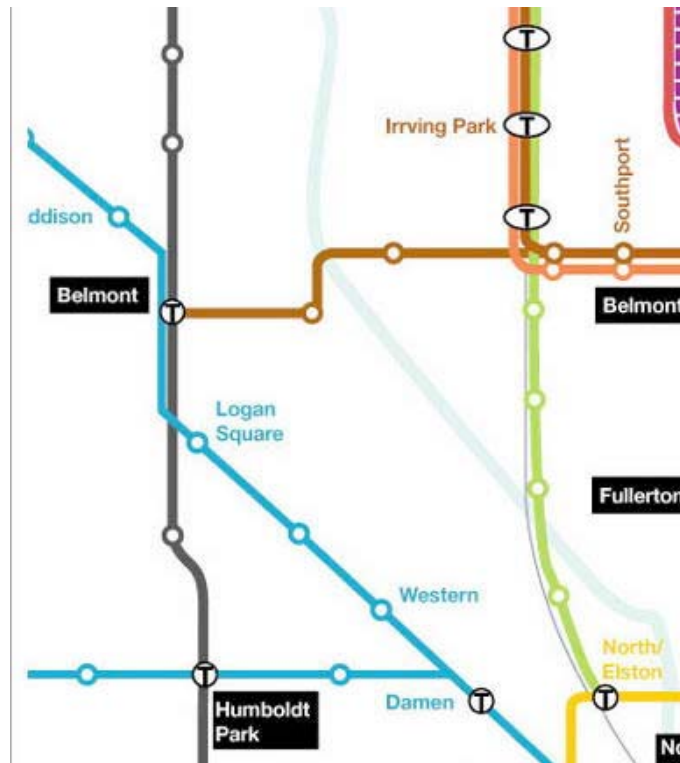 Irrving Park
Southport
ddison
Belmont
Belmont
Logan
Square
Fullerton
Western
North/
Elston
Damen
Humboldt
Park
No
T
T
T
T
T
T
T